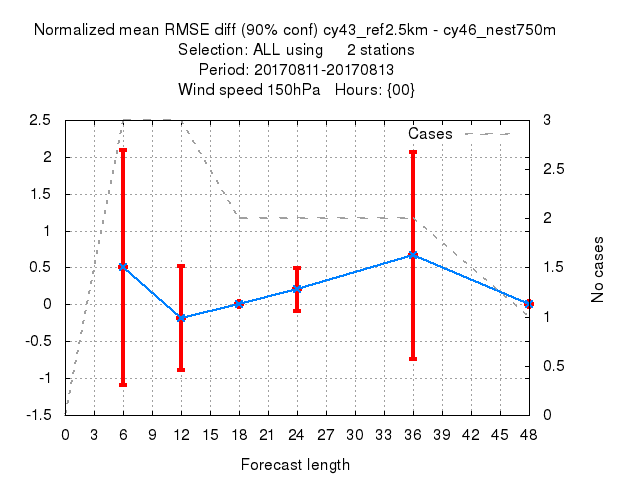 Normalized mean RMSE diff (90% conf) cy43_ref2.5km - cy46_nest750m
Selection: ALL using 2 stations
Period: 20170811-20170813
Wind speed 150hPa Hours: {00}
Cases
2.5
2
1.5
1
0.5
0
-0.5
-1
-1.5
3
2.5
2
1.5
1
0.5
0
No cases
0 3 6 9 12 15 18 21 24 27 30 33 36 39 42 45 48
Forecast length